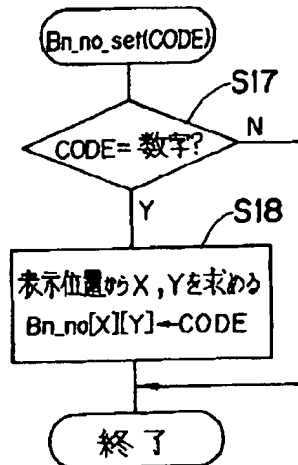 Bn_no_set(CODE)
S17
CODE= 数字?
N
Y
S18
表示位置からX,Yを求める
Bn_no[X][Y]←CODE
終了